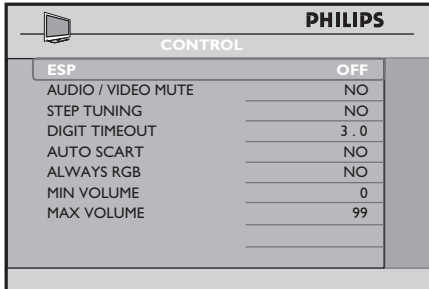 PHILIPS
CONTROL
ESP OFF
AUDIO / VIDEO MUTE NO
STEP TUNING NO
DIGIT TIMEOUT 3 . 0
AUTO SCART NO
ALWAYS RGB NO
MIN VOLUME 0
MAX VOLUME 99